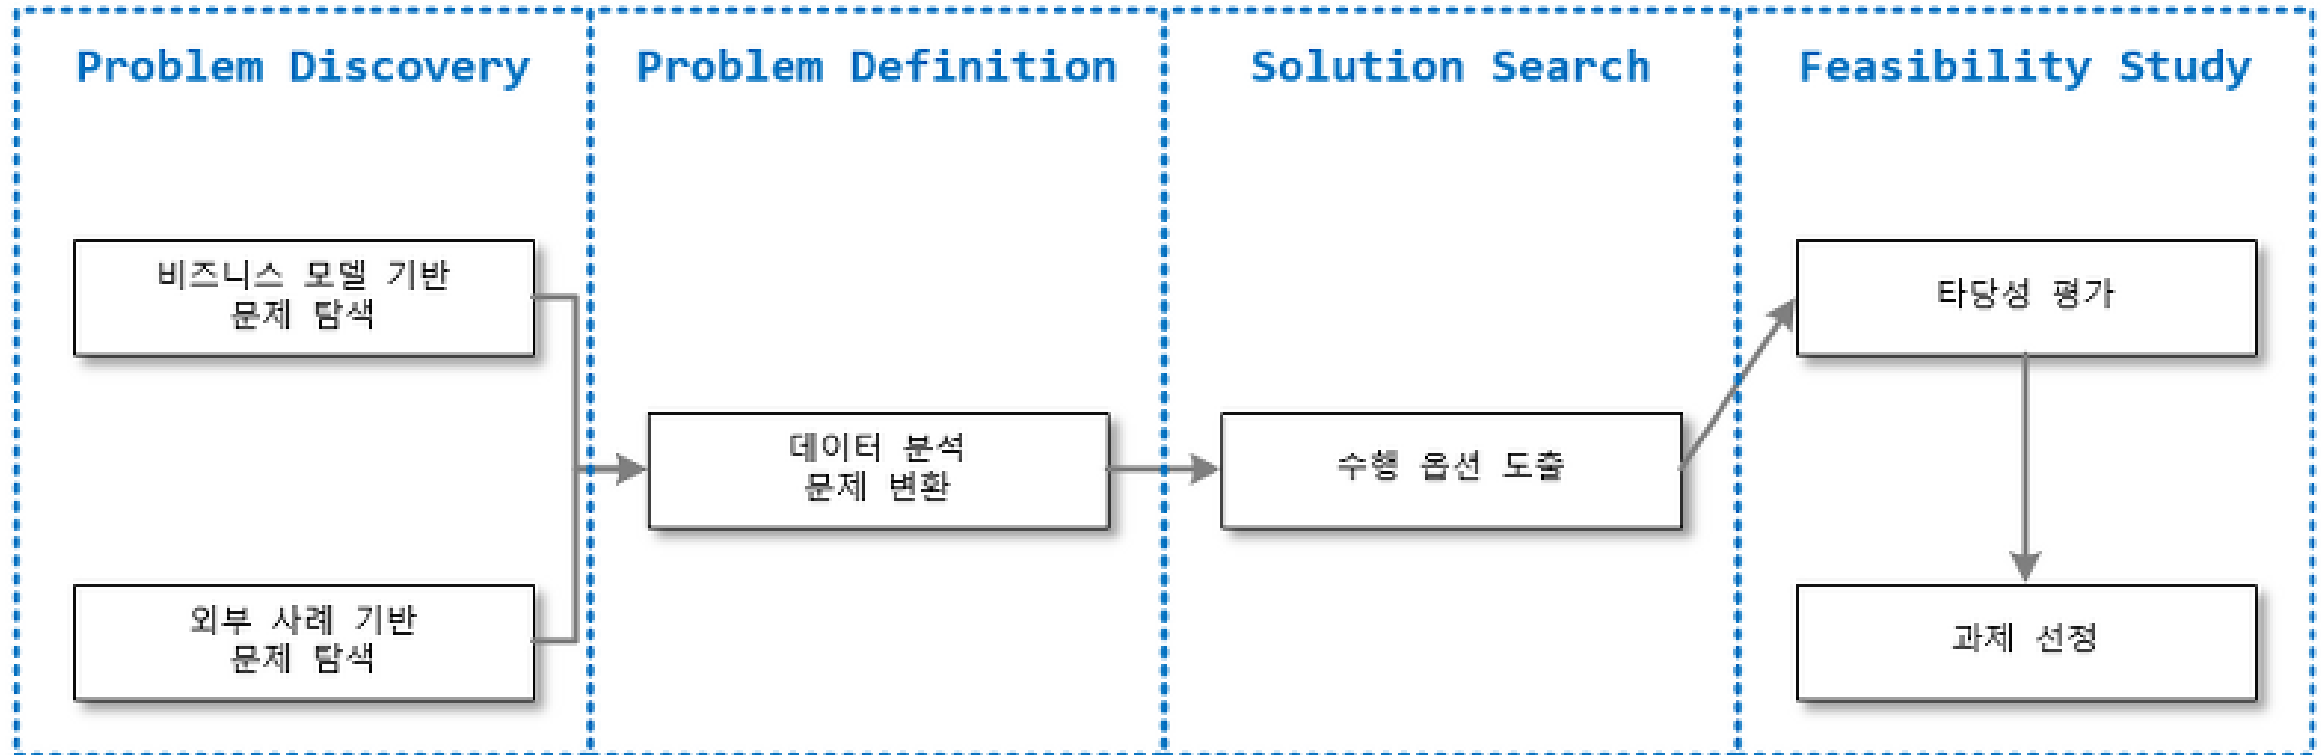 Problem Discovery
Problem Definition
Solution Search
Feasibility Study
비즈니스 모델 기반
문제 탐색
외부 사례 기반
문제 탐색
데이터 분석
문제 변환
수행 옵션 도출
타당성 평가
과제 선정